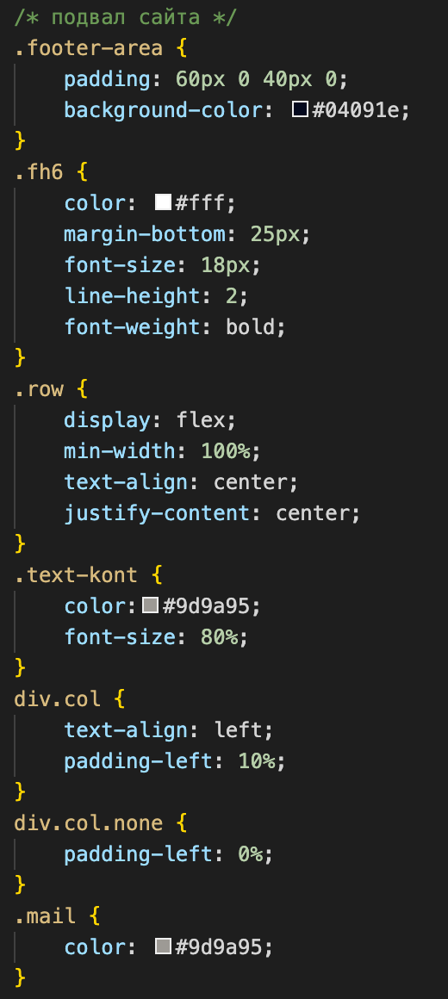 /* подвал сайта */
.footer-area {
    padding: 60px 0 40px 0;
    background-color: #04091e;
}
.fh6 {
    color: #fff;
    margin-bottom: 25px;
    font-size: 18px;
    line-height: 2;
    font-weight: bold;
}
.row {
    display: flex;
    min-width: 100%;
    text-align: center;
    justify-content: center;
}
.text-kont {
    color:#9d9a95;
    font-size: 80%;
}
div.col {
    text-align: left;
    padding-left: 10%;
}
div.col.none {
    padding-left: 0%;
}
.mail {
    color: #9d9a95;
}